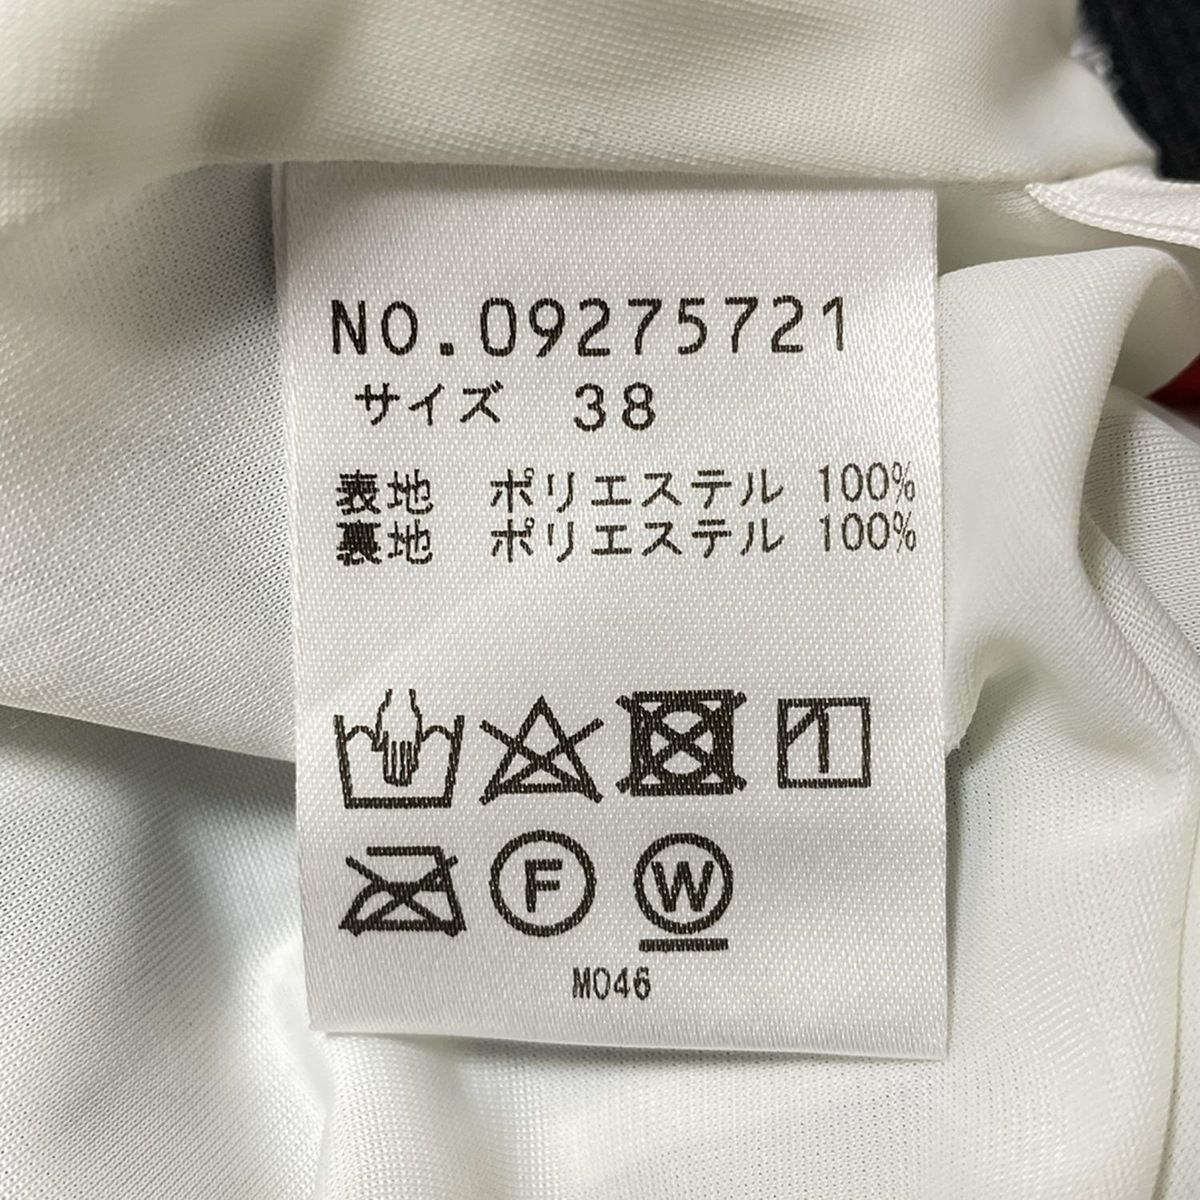 NO.09275721
サイズ 38
表地 ポリエステル 100%
裏地 ポリエステル 100%
F W
M046